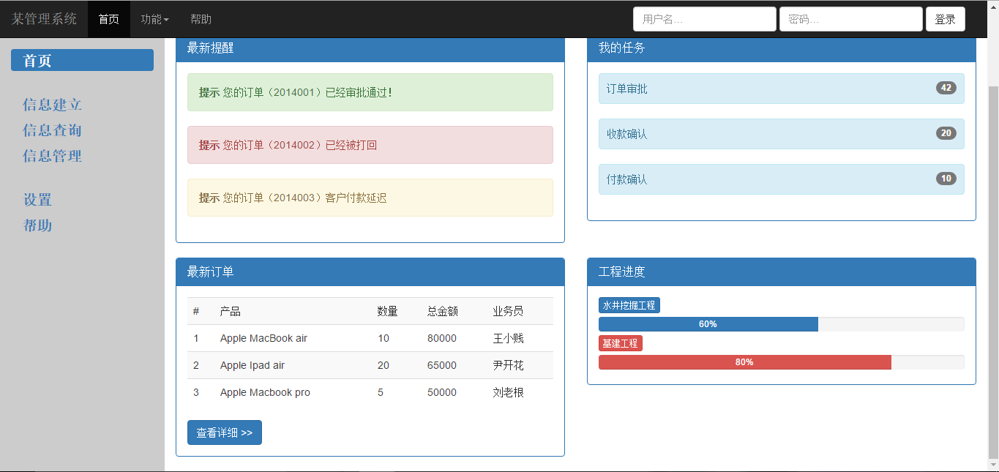 某管理系统 首页 功能 帮助 用户名... 密码... 登录
首页
信息建立
信息查询
信息管理
设置
帮助
最新提醒
提示 您的订单（2014001）已经审批通过！
提示 您的订单（2014002）已经被打回
提示 您的订单（2014003）客户付款延迟
我的任务
订单审批 42
收款确认 20
付款确认 10
最新订单
# 产品 数量 总金额 业务员
1 Apple MacBook air 10 80000 王小贱
2 Apple Ipad air 20 65000 尹开花
3 Apple Macbook pro 5 50000 刘老根
查看详细 >>
工程进度
水井挖掘工程
60%
基建工程
80%